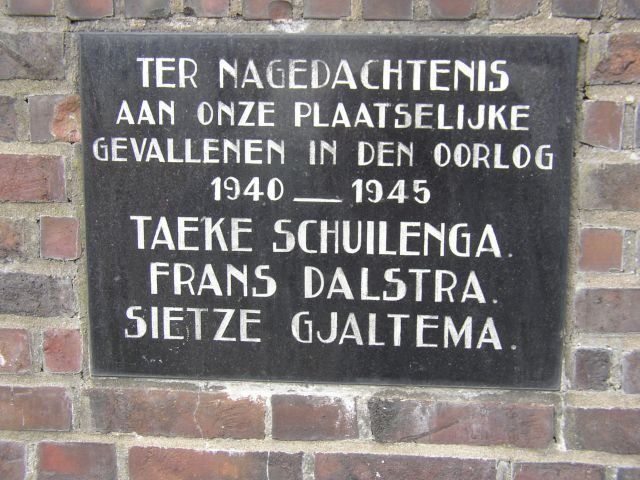 TER NAGEDACHTENIS
AAN ONZE PLAATSELIJKE
GEVALLENEN IN DEN OORLOG
1940 — 1945
TAEKE SCHUILENGA.
FRANS DALSTRA.
SIETZE GJALTEMA.